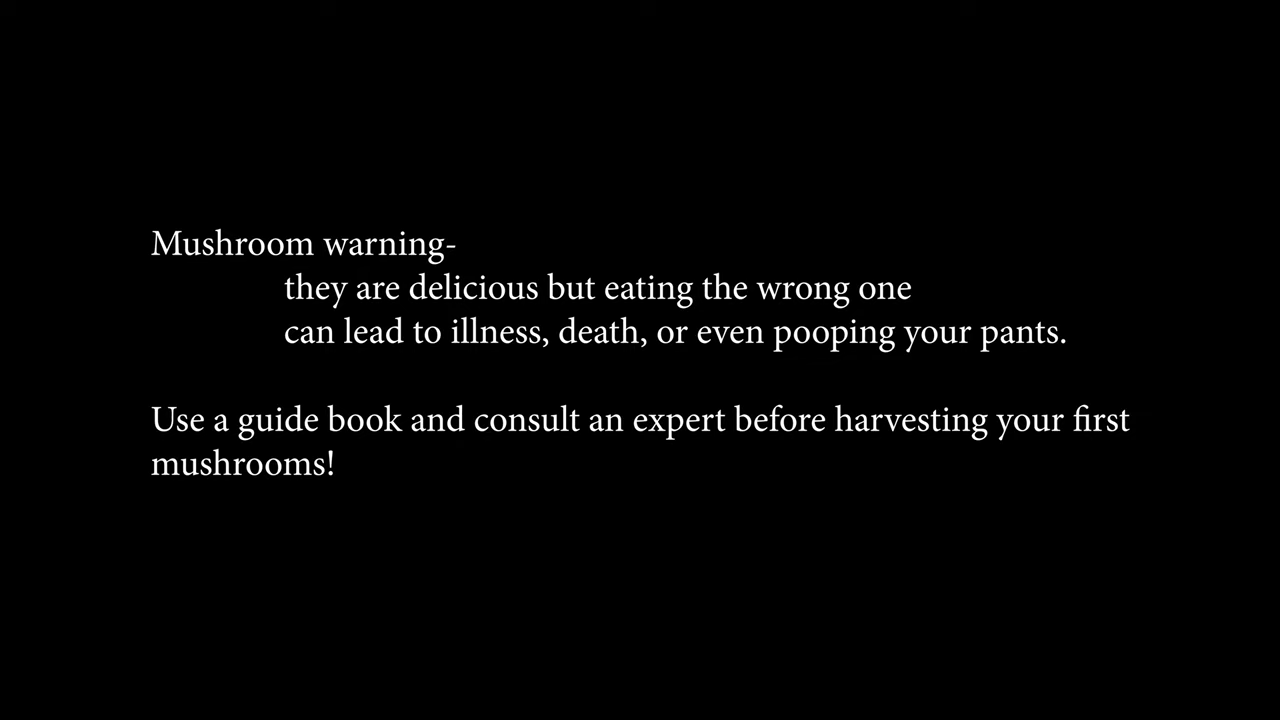 Mushroom warning-
they are delicious but eating the wrong one
can lead to illness, death, or even pooping your pants.
Use a guide book and consult an expert before harvesting your first
mushrooms!